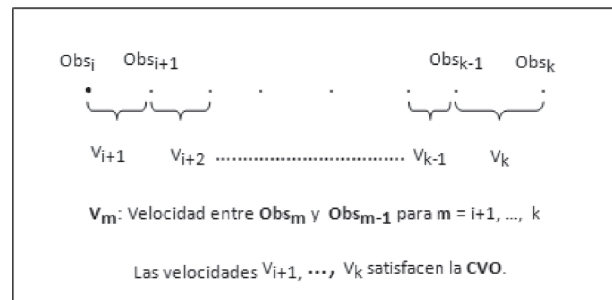 Obsi Obsi+1 Obsk-1 Obsk
Vi+1 Vi+2 ........................................ Vk-1 Vk
Vm: Velocidad entre Obsm y Obsm-1 para m = i+1, ..., k
Las velocidades Vi+1, ..., Vk satisfacen la CVO.